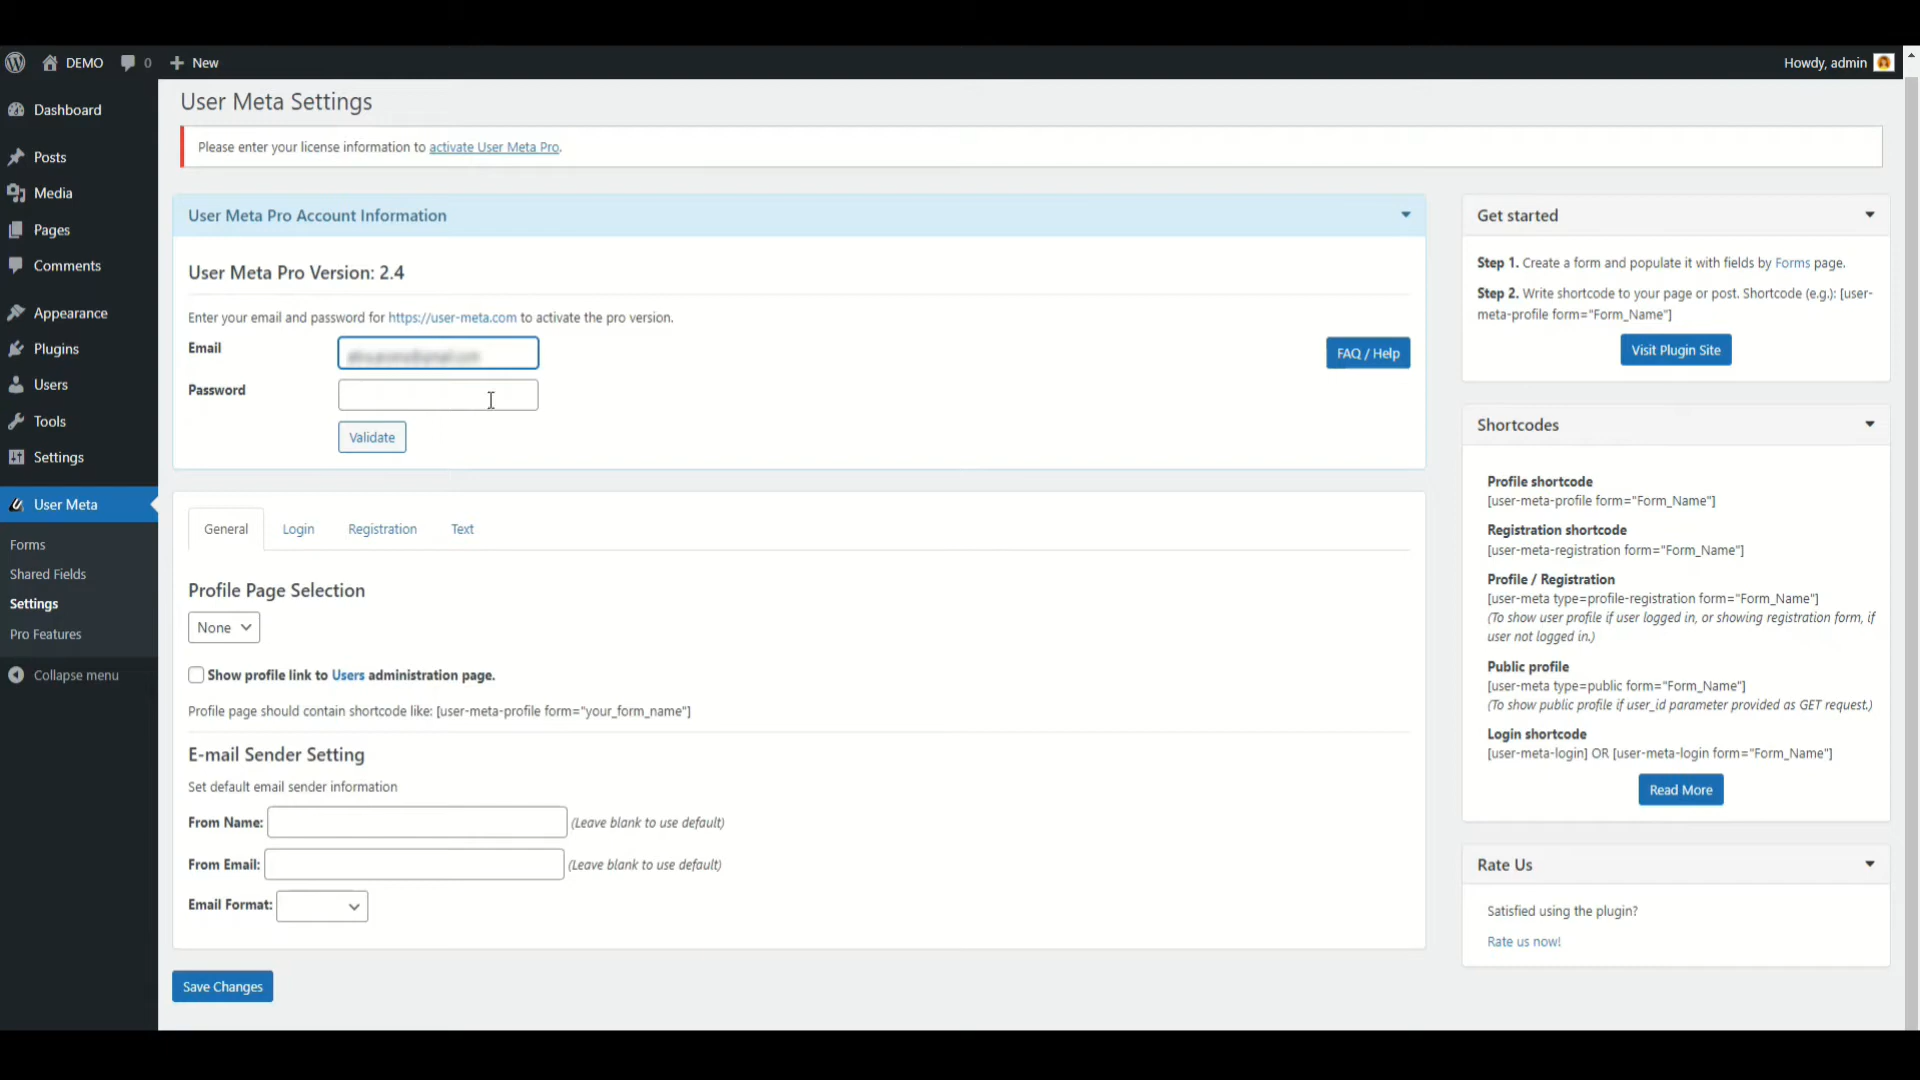 DEMO
0
New
Howdy, admin
Dashboard
Posts
Media
Pages
Comments
Appearance
Plugins
Users
Tools
Settings
User Meta
Forms
Shared Fields
Settings
Pro Features
Collapse menu
User Meta Settings
Please enter your license information to activate User Meta Pro.
User Meta Pro Account Information
User Meta Pro Version: 2.4
Enter your email and password for https://user-meta.com to activate the pro version.
Email
FAQ / Help
Password
Validate
General
Login
Registration
Text
Profile Page Selection
None
Show profile link to Users administration page.
Profile page should contain shortcode like: [user-meta-profile form="your_form_name"]
E-mail Sender Setting
Set default email sender information
From Name:
(Leave blank to use default)
From Email:
(Leave blank to use default)
Email Format:
Save Changes
Get started
Step 1. Create a form and populate it with fields by Forms page.
Step 2. Write shortcode to your page or post. Shortcode (e.g.): [user-
meta-profile form="Form_Name"]
Visit Plugin Site
Shortcodes
Profile shortcode
[user-meta-profile form="Form_Name"]
Registration shortcode
[user-meta-registration form="Form_Name"]
Profile / Registration
[user-meta type=profile-registration form="Form_Name"]
(To show user profile if user logged in, or showing registration form, if
user not logged in.)
Public profile
[user-meta type=public form="Form_Name"]
(To show public profile if user_id parameter provided as GET request.)
Login shortcode
[user-meta-login] OR [user-meta-login form="Form_Name"]
Read More
Rate Us
Satisfied using the plugin?
Rate us now!